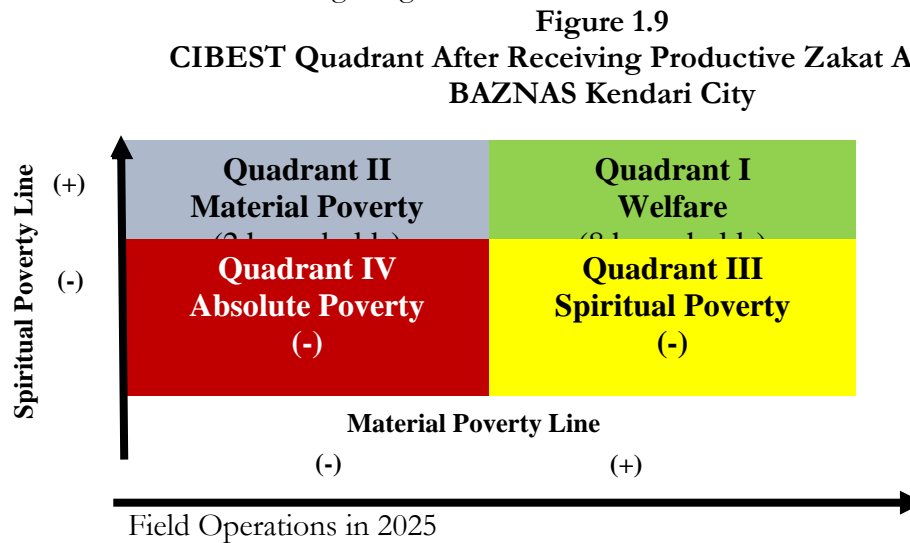 Figure 1.9
CIBEST Quadrant After Receiving Productive Zakat A
BAZNAS Kendari City
Spiritual Poverty Line
(+)
(-)
Quadrant II
Material Poverty
Quadrant I
Welfare
Quadrant IV
Absolute Poverty
(-)
Quadrant III
Spiritual Poverty
(-)
Material Poverty Line
(-)
(+)
Field Operations in 2025